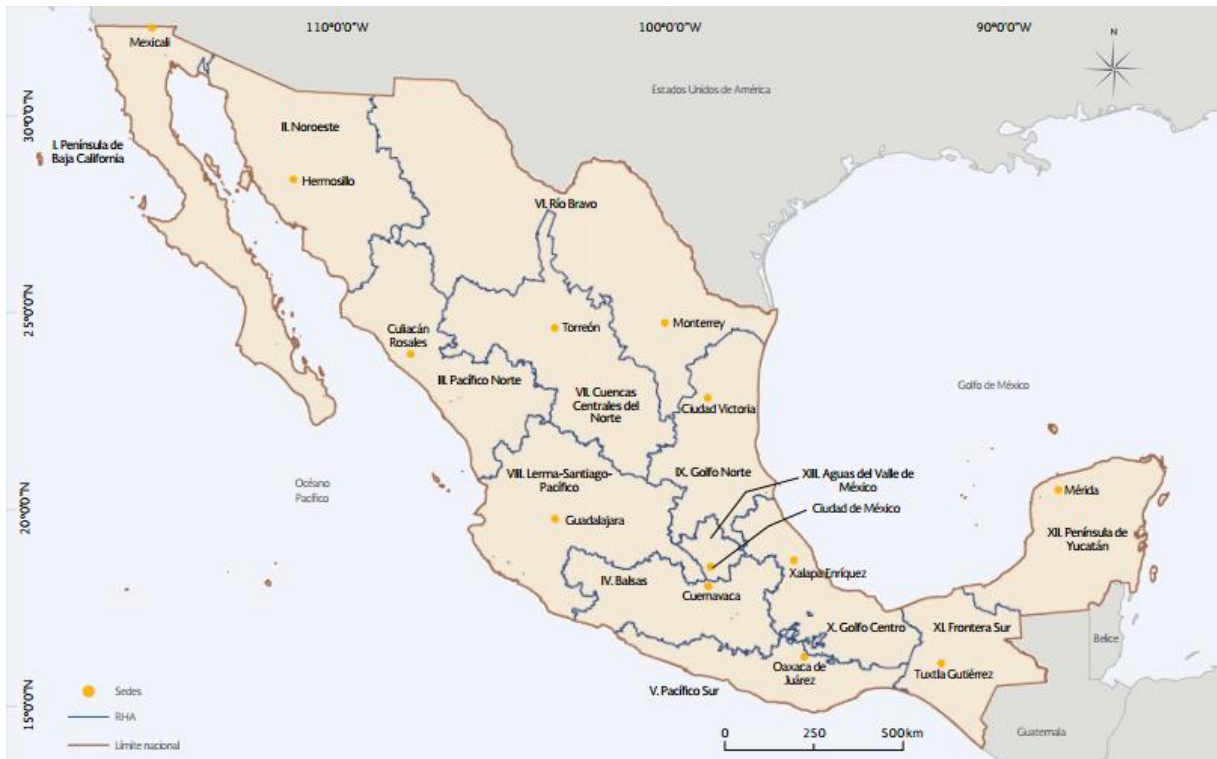 110°0'0"W
100°0'0"W
90°0'0"W
N
Mexicali
Estados Unidos de América
30°0'0"N
II. Noroeste
I. Península de
Baja California
Hermosillo
VI. Río Bravo
25°0'0"N
Culiacán
Rosales
Torreón
Monterrey
III. Pacífico Norte
VII. Cuencas
Centrales del
Norte
Ciudad Victoria
Golfo de México
VIII. Lerma-Santiago-
Pacífico
IX. Golfo Norte
XIII. Aguas del Valle de
México
Océano
Pacífico
Mérida
20°0'0"N
Guadalajara
Ciudad de México
XII. Península de
Yucatán
IV. Balsas
Cuernavaca
Xalapa Enríquez
X. Golfo Centro
XI. Frontera Sur
Belice
Oaxaca de
Juárez
Tuxtla Gutiérrez
V. Pacífico Sur
15°0'0"N
Sedes
RHA
Límite nacional
0
250
500km
Guatemala